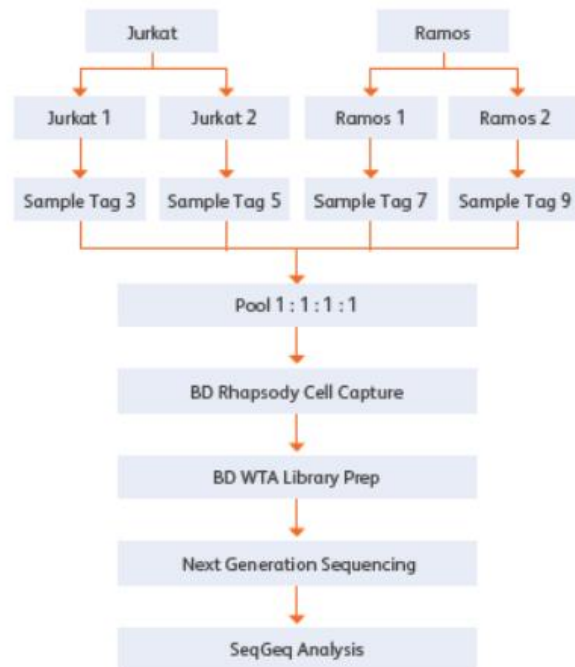 Jurkat
Ramos
Jurkat 1
Jurkat 2
Ramos 1
Ramos 2
Sample Tag 3
Sample Tag 5
Sample Tag 7
Sample Tag 9
Pool 1 : 1 : 1 : 1
BD Rhapsody Cell Capture
BD WTA Library Prep
Next Generation Sequencing
SeqGeq Analysis